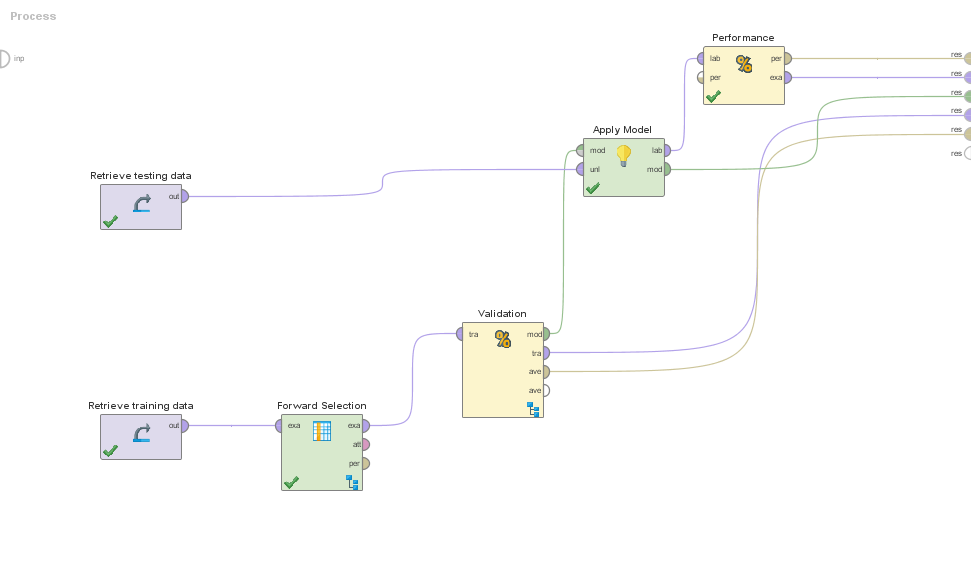 Process
inp
Performance
lab
per
per
exa
res
res
res
res
res
res
Apply Model
mod
lab
unl
mod
Retrieve testing data
out
Validation
tra
mod
tra
ave
ave
Retrieve training data
out
Forward Selection
exa
exa
att
per